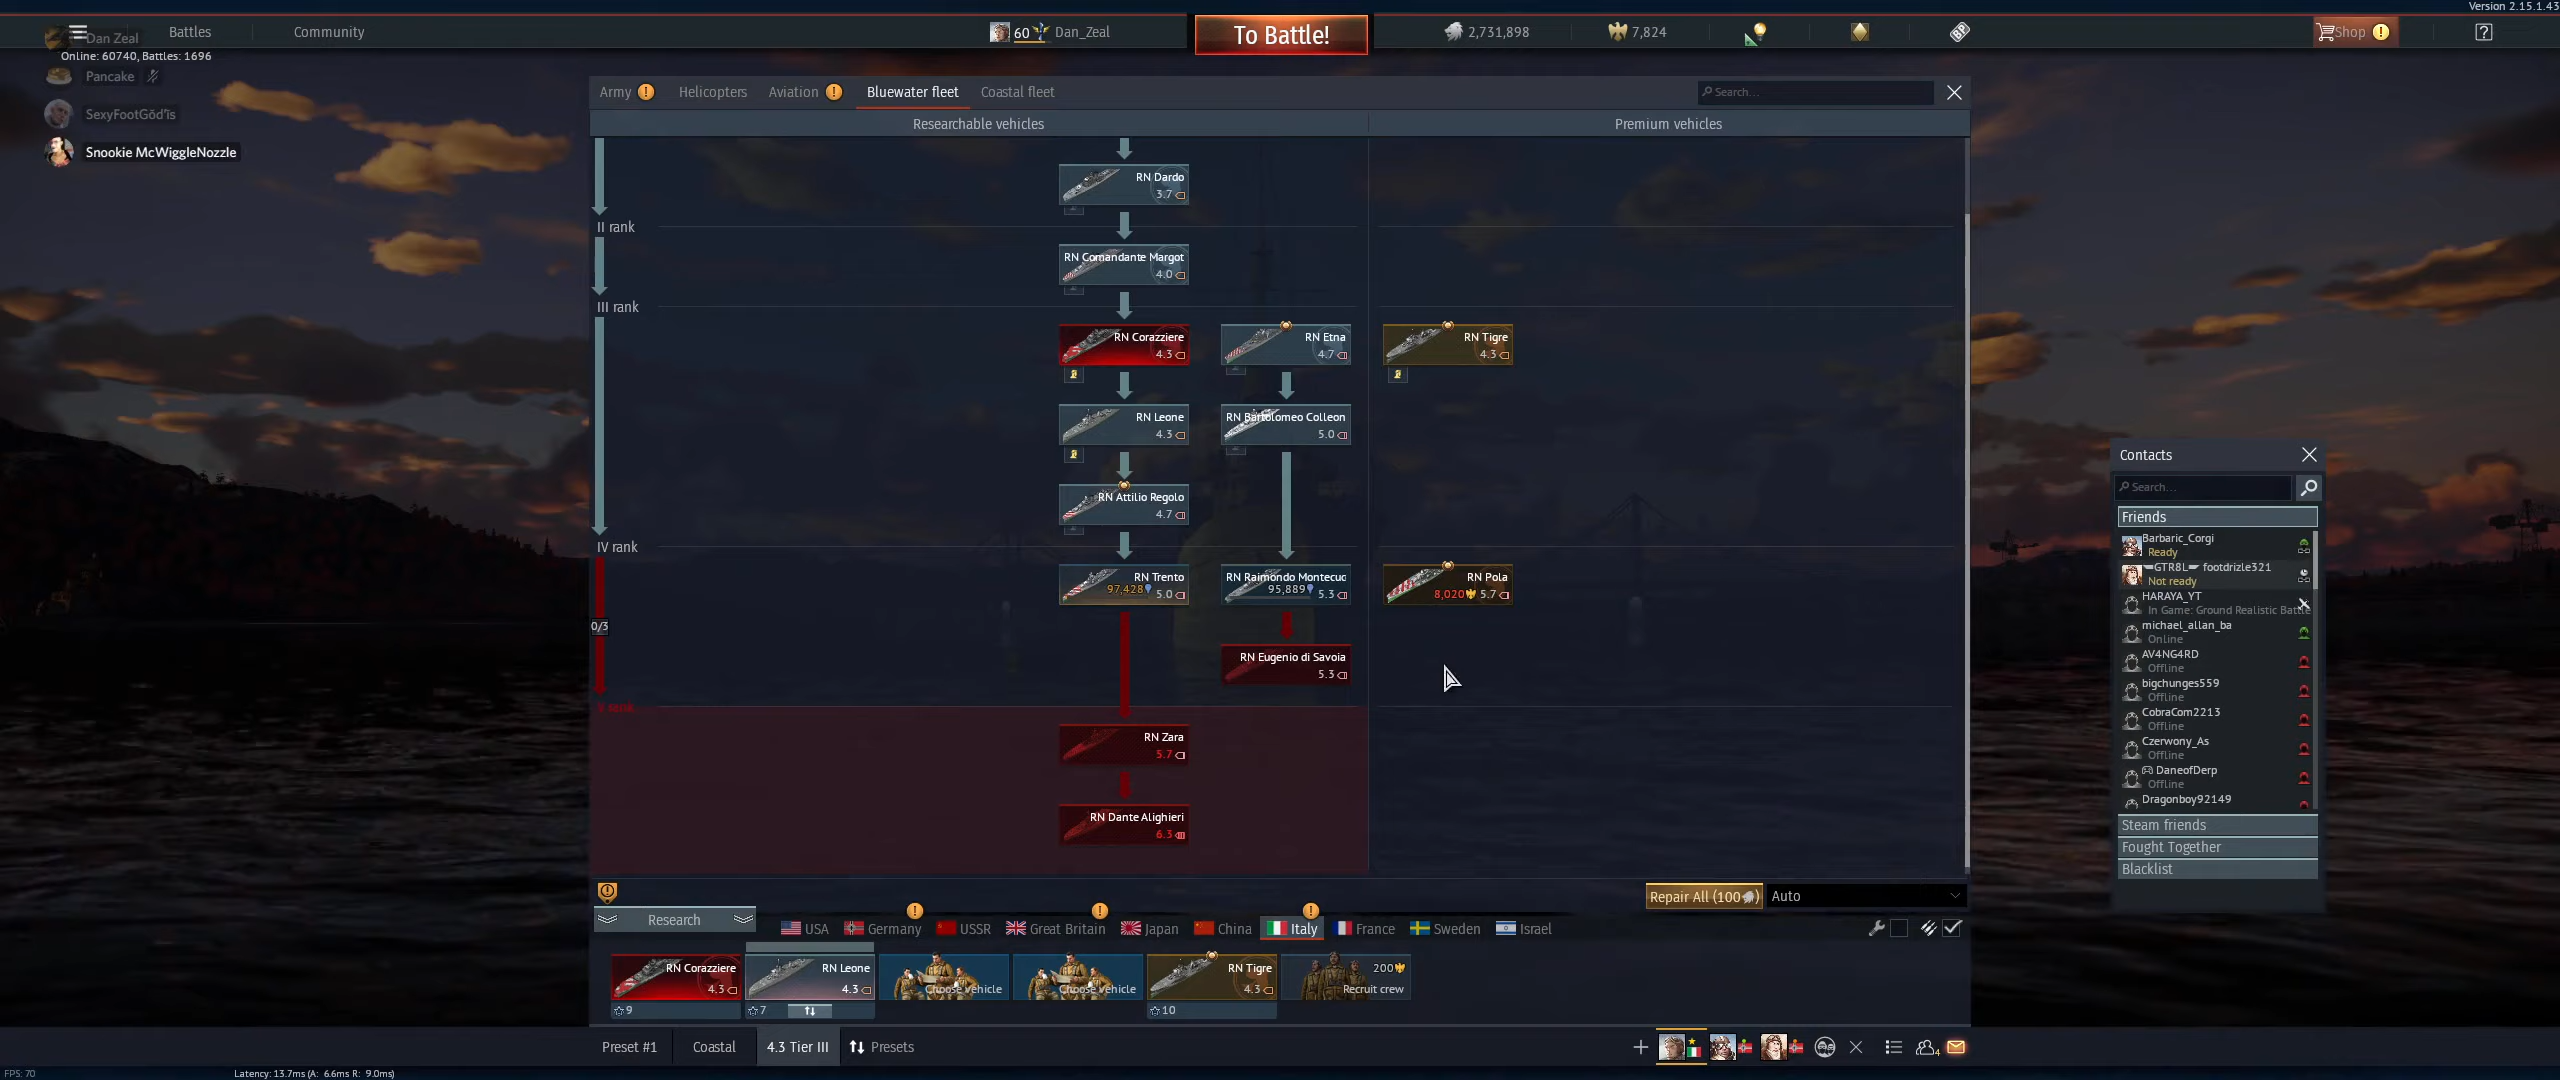 Version 2.15.1.43
Dan Zeal
Battles
Community
60
Dan_Zeal
To Battle!
2,731,898
7,824
Shop
Online: 60740, Battles: 1696
Pancake
SexyFootGōd'is
Snookie McWiggleNozzle
Army
Helicopters
Aviation
Bluewater fleet
Coastal fleet
Search...
Researchable vehicles
Premium vehicles
RN Dardo
3.7
II rank
RN Comandante Margot
4.0
III rank
RN Corazziere
4.3
RN Etna
4.7
RN Tigre
4.3
RN Leone
4.3
RN Bartolomeo Colleon
5.0
RN Attilio Regolo
4.7
IV rank
RN Trento
97,428 5.0
RN Raimondo Montecuc
95,889 5.3
RN Pola
8,020 5.7
0/3
RN Eugenio di Savoia
5.3
V rank
RN Zara
5.7
RN Dante Alighieri
6.3
Contacts
Search...
Friends
Barbaric_Corgi
Ready
GTR8L footdrizle321
Not ready
HARAYA_YT
In Game: Ground Realistic Battle
michael_allan_ba
Online
AV4NG4RD
Offline
bigchunges559
Offline
CobraCom2213
Offline
Czerwony_As
Offline
DaneofDerp
Offline
Dragonboy92149
Steam friends
Fought Together
Blacklist
Repair All (100)
Auto
Research
USA
Germany
USSR
Great Britain
Japan
China
Italy
France
Sweden
Israel
RN Corazziere
4.3
9
RN Leone
4.3
7
Choose vehicle
Choose vehicle
RN Tigre
4.3
10
200
Recruit crew
Preset #1
Coastal
4.3 Tier III
Presets
4
FPS: 70
Latency: 13.7ms (A: 6.6ms R: 9.0ms)